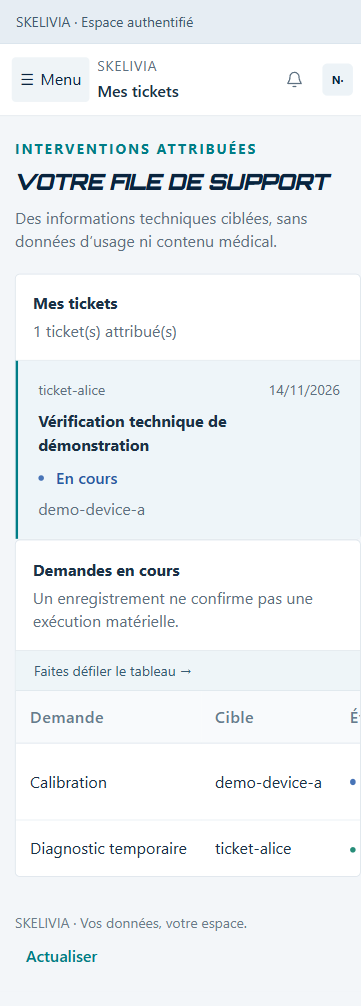 SKELIVIA · Espace authentifié
☰ Menu
SKELIVIA
Mes tickets
N·
INTERVENTIONS ATTRIBUÉES
VOTRE FILE DE SUPPORT
Des informations techniques ciblées, sans
données d’usage ni contenu médical.
Mes tickets
1 ticket(s) attribué(s)
ticket-alice 14/11/2026
Vérification technique de
démonstration
• En cours
demo-device-a
Demandes en cours
Un enregistrement ne confirme pas une
exécution matérielle.
Faites défiler le tableau →
Demande Cible
Calibration demo-device-a
Diagnostic temporaire ticket-alice
SKELIVIA · Vos données, votre espace.
Actualiser